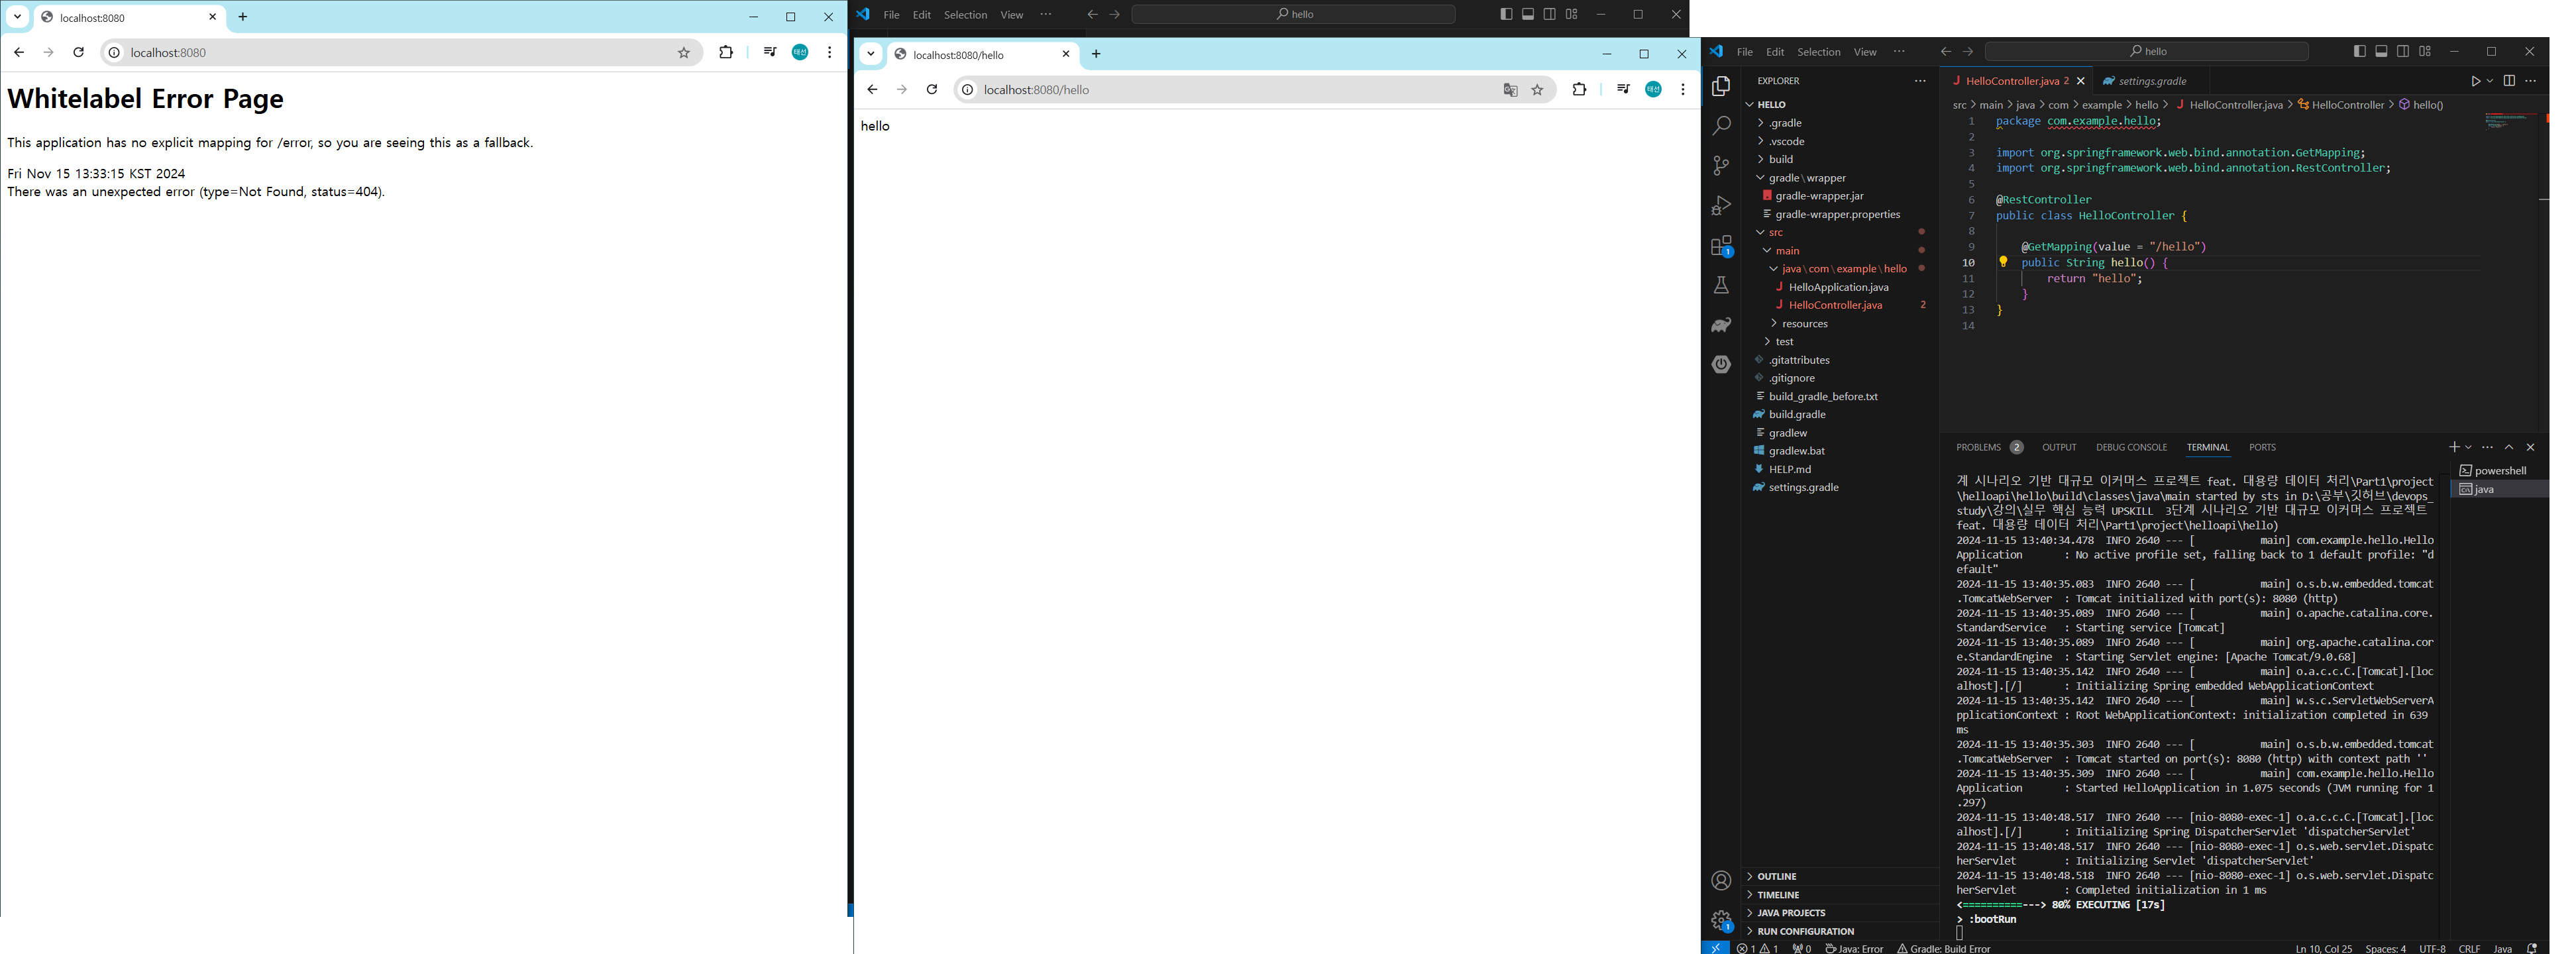 localhost:8080
localhost:8080
태선
Whitelabel Error Page
This application has no explicit mapping for /error, so you are seeing this as a fallback.
Fri Nov 15 13:33:15 KST 2024
There was an unexpected error (type=Not Found, status=404).
File Edit Selection View ···
hello
localhost:8080/hello
localhost:8080/hello
태선
hello
File Edit Selection View ···
hello
EXPLORER ···
HELLO
.gradle
.vscode
build
gradle\wrapper
gradle-wrapper.jar
gradle-wrapper.properties
src
main
java\com\example\hello
HelloApplication.java
HelloController.java 2
resources
test
.gitattributes
.gitignore
build_gradle_before.txt
build.gradle
gradlew
gradlew.bat
HELP.md
settings.gradle
OUTLINE
TIMELINE
JAVA PROJECTS
RUN CONFIGURATION
1
1
HelloController.java 2
settings.gradle
src > main > java > com > example > hello > HelloController.java > HelloController > hello()
1 package com.example.hello;
2
3 import org.springframework.web.bind.annotation.GetMapping;
4 import org.springframework.web.bind.annotation.RestController;
5
6 @RestController
7 public class HelloController {
8
9 @GetMapping(value = "/hello")
10 public String hello() {
11 return "hello";
12 }
13 }
14
PROBLEMS 2 OUTPUT DEBUG CONSOLE TERMINAL PORTS
powershell
java
계 시나리오 기반 대규모 이커머스 프로젝트 feat. 대용량 데이터 처리\Part1\project
\helloapi\hello\build\classes\java\main started by sts in D:\공부\깃허브\devops_
study\강의\실무 핵심 능력 UPSKILL 3단계 시나리오 기반 대규모 이커머스 프로젝트
feat. 대용량 데이터 처리\Part1\project\helloapi\hello)
2024-11-15 13:40:34.478 INFO 2640 --- [ main] com.example.hello.Hello
Application : No active profile set, falling back to 1 default profile: "d
efault"
2024-11-15 13:40:35.083 INFO 2640 --- [ main] o.s.b.w.embedded.tomcat
.TomcatWebServer : Tomcat initialized with port(s): 8080 (http)
2024-11-15 13:40:35.089 INFO 2640 --- [ main] o.apache.catalina.core.
StandardService : Starting service [Tomcat]
2024-11-15 13:40:35.089 INFO 2640 --- [ main] org.apache.catalina.cor
e.StandardEngine : Starting Servlet engine: [Apache Tomcat/9.0.68]
2024-11-15 13:40:35.142 INFO 2640 --- [ main] o.a.c.c.C.[Tomcat].[loc
alhost].[/] : Initializing Spring embedded WebApplicationContext
2024-11-15 13:40:35.142 INFO 2640 --- [ main] w.s.c.ServletWebServerA
pplicationContext : Root WebApplicationContext: initialization completed in 639
ms
2024-11-15 13:40:35.303 INFO 2640 --- [ main] o.s.b.w.embedded.tomcat
.TomcatWebServer : Tomcat started on port(s): 8080 (http) with context path ''
2024-11-15 13:40:35.309 INFO 2640 --- [ main] com.example.hello.Hello
Application : Started HelloApplication in 1.075 seconds (JVM running for 1
.297)
2024-11-15 13:40:48.517 INFO 2640 --- [nio-8080-exec-1] o.a.c.c.C.[Tomcat].[loc
alhost].[/] : Initializing Spring DispatcherServlet 'dispatcherServlet'
2024-11-15 13:40:48.517 INFO 2640 --- [nio-8080-exec-1] o.s.web.servlet.Dispatc
herServlet : Initializing Servlet 'dispatcherServlet'
2024-11-15 13:40:48.518 INFO 2640 --- [nio-8080-exec-1] o.s.web.servlet.Dispatc
herServlet : Completed initialization in 1 ms
<==========---> 80% EXECUTING [17s]
> :bootRun
1 1 0 Java: Error Gradle: Build Error Ln 10, Col 25 Spaces: 4 UTF-8 CRLF Java